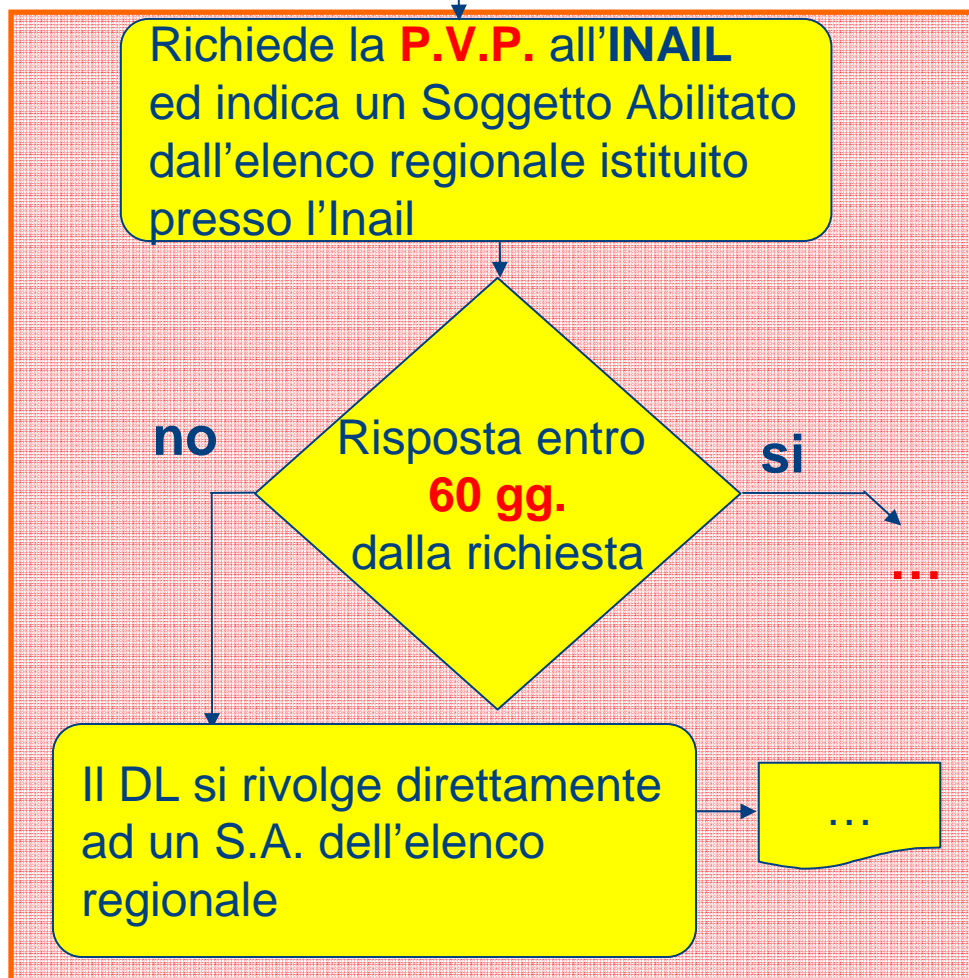 Richiede la P.V.P. all’INAIL
ed indica un Soggetto Abilitato
dall’elenco regionale istituito
presso l’Inail
no
Risposta entro
60 gg.
dalla richiesta
si
…
Il DL si rivolge direttamente
ad un S.A. dell’elenco
regionale
…